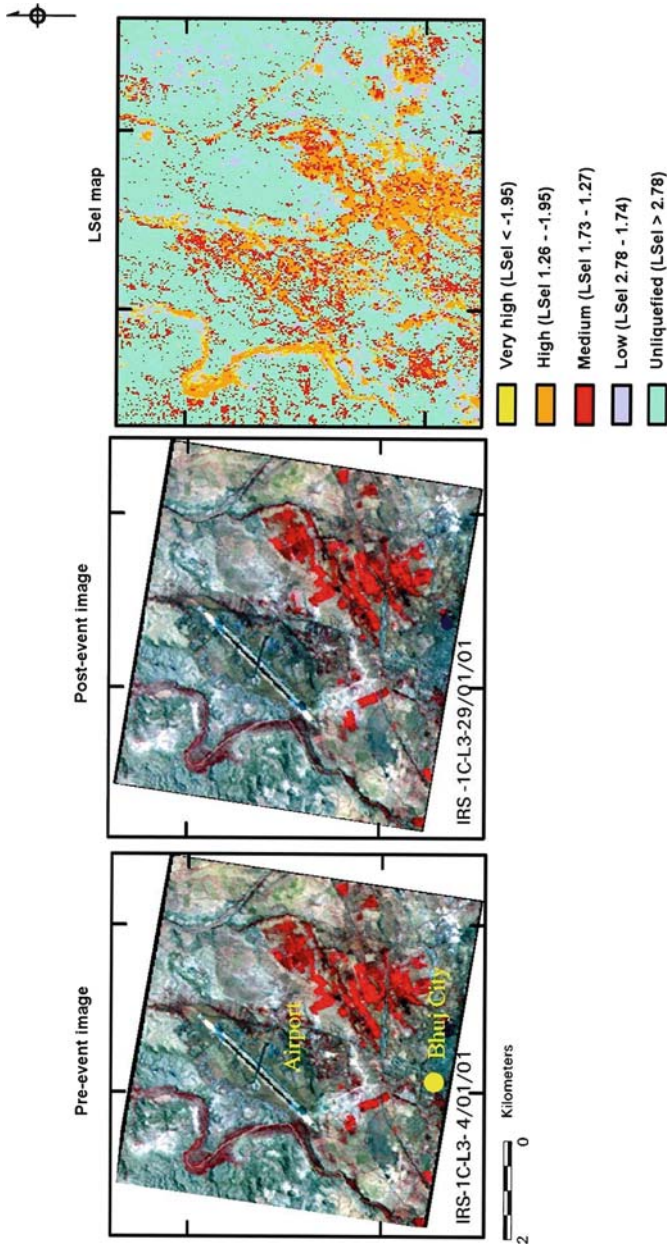 Pre-event image
Post-event image
LSeI map
Airport
Bhuj City
IRS-1C-L3- 4/01/01
IRS -1C-L3-29/01/01
2 0 Kilometers
Very high (LSeI < -1.95)
High (LSeI 1.26 - -1.95)
Medium (LSeI 1.73 - 1.27)
Low (LSeI 2.78 - 1.74)
Unliquefied (LSeI > 2.78)